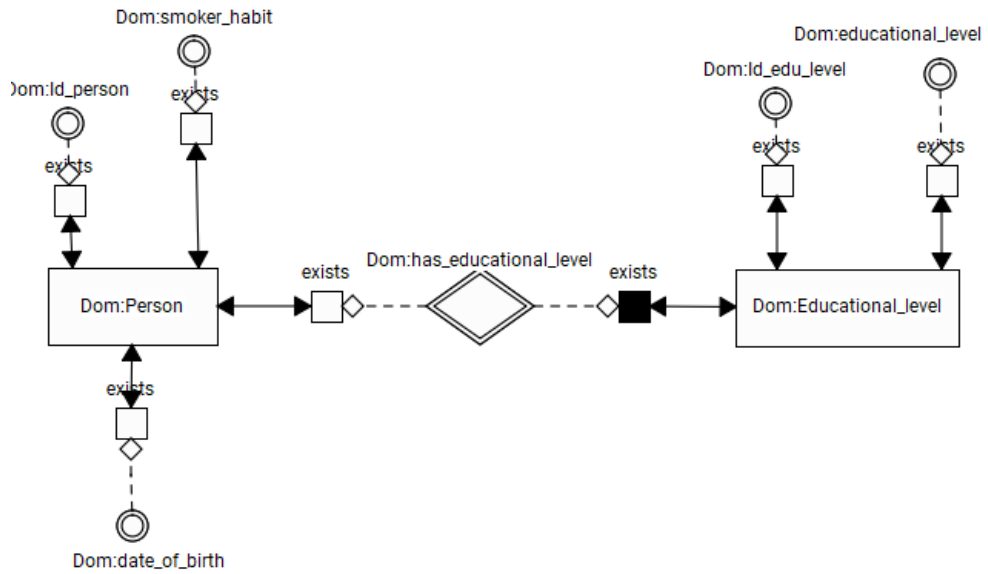 Dom:smoker_habit
Dom:educational_level
Dom:Id_edu_level
Dom:Id_person
exists
exists
exists
exists
Dom:has_educational_level
exists
exists
Dom:Person
Dom:Educational_level
exists
Dom:date_of_birth